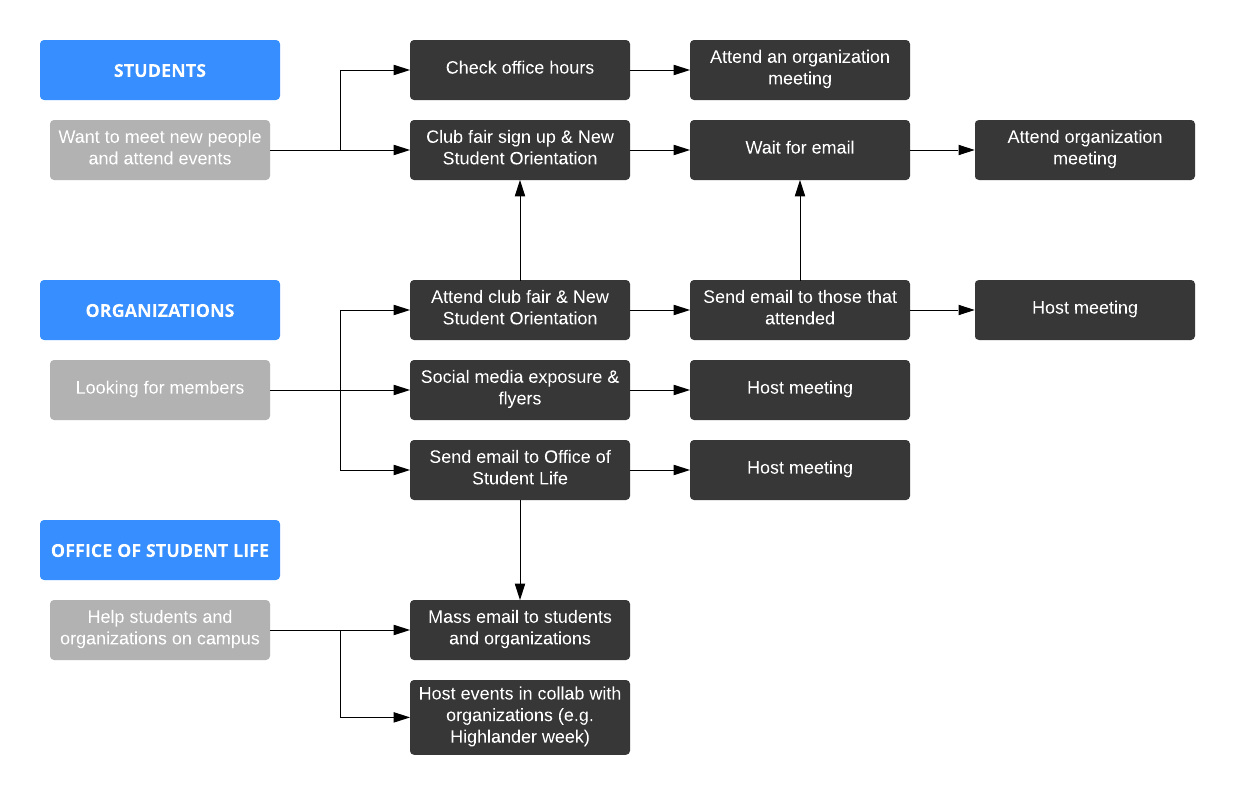 STUDENTS
Check office hours
Attend an organization
meeting
Want to meet new people
and attend events
Club fair sign up & New
Student Orientation
Wait for email
Attend organization
meeting
ORGANIZATIONS
Attend club fair & New
Student Orientation
Send email to those that
attended
Host meeting
Looking for members
Social media exposure &
flyers
Host meeting
Send email to Office of
Student Life
Host meeting
OFFICE OF STUDENT LIFE
Help students and
organizations on campus
Mass email to students
and organizations
Host events in collab with
organizations (e.g.
Highlander week)